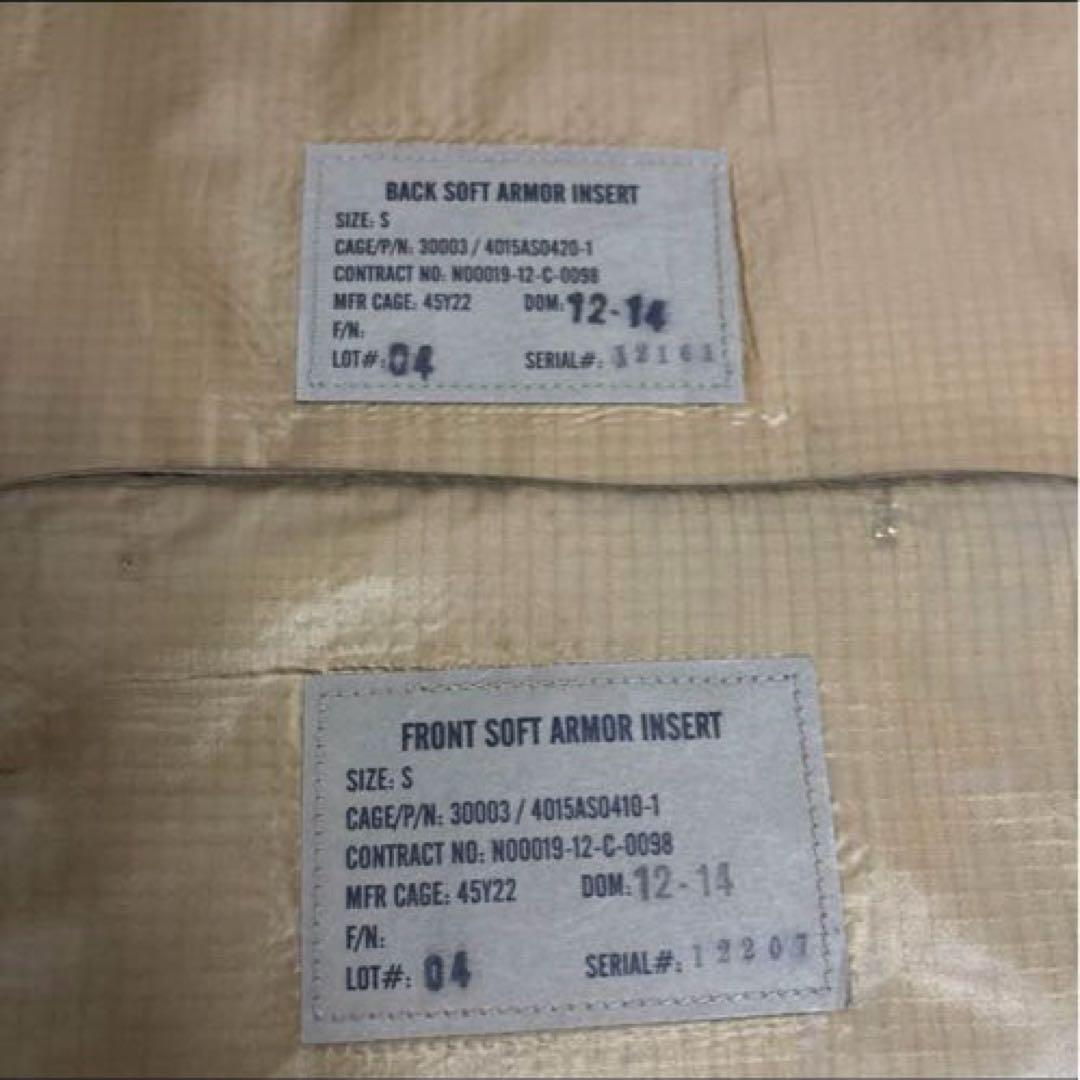 BACK SOFT ARMOR INSERT
SIZE: S
CAGE/P/N: 30003 / 4015AS0420-1
CONTRACT NO: N00019-12-C-0098
MFR CAGE: 45Y22 DOM: 12-14
F/N:
LOT#: 04 SERIAL#:
FRONT SOFT ARMOR INSERT
SIZE: S
CAGE/P/N: 30003 / 4015AS0410-1
CONTRACT NO: N00019-12-C-0098
MFR CAGE: 45Y22 DOM: 12-14
F/N:
LOT#: 04 SERIAL#: 12207